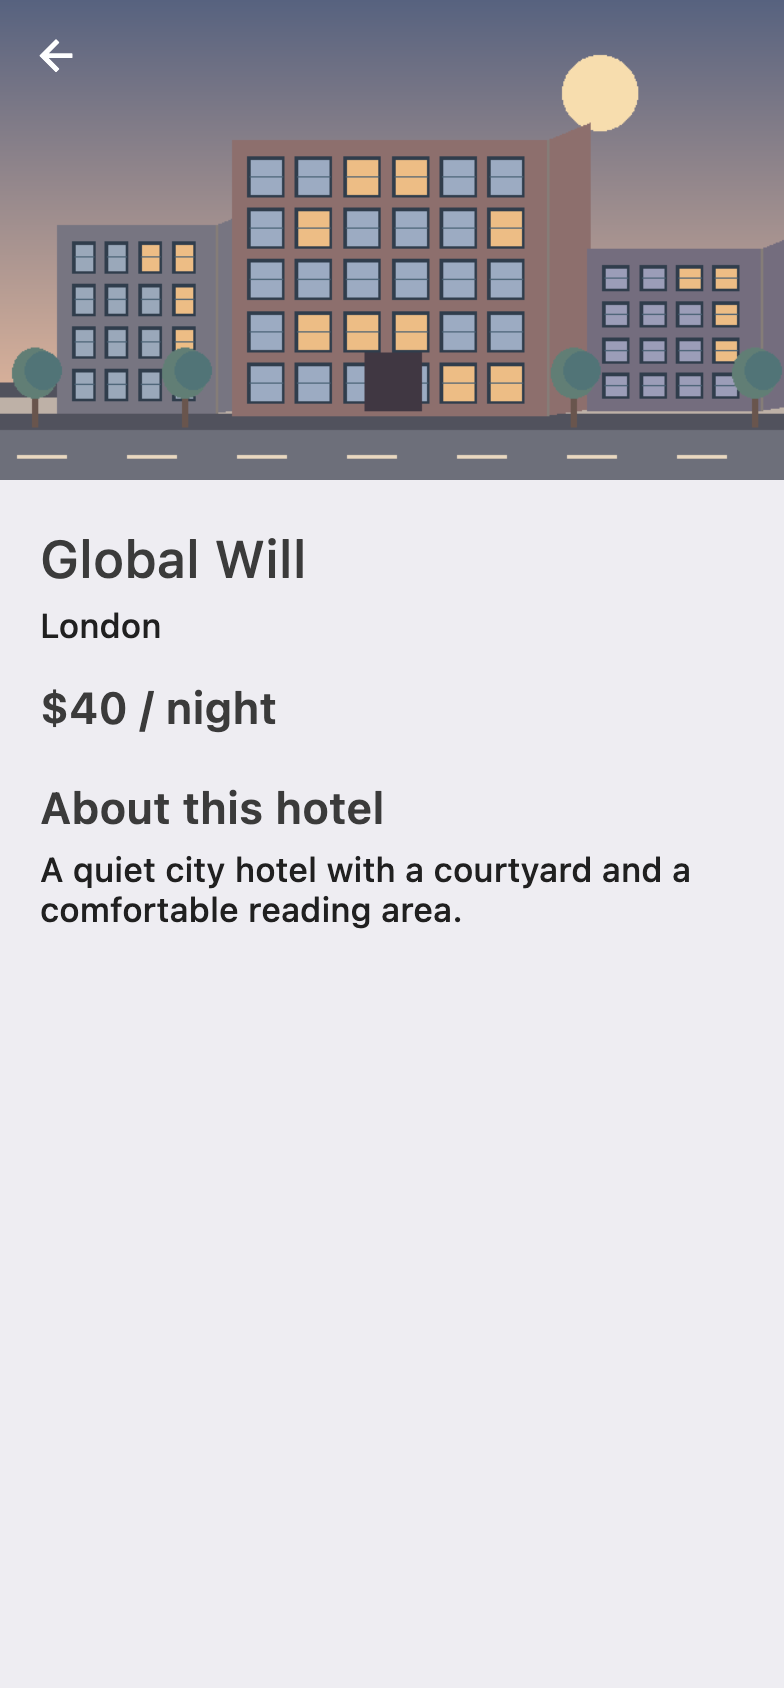 Global Will
London
$40 / night
About this hotel
A quiet city hotel with a courtyard and a
comfortable reading area.